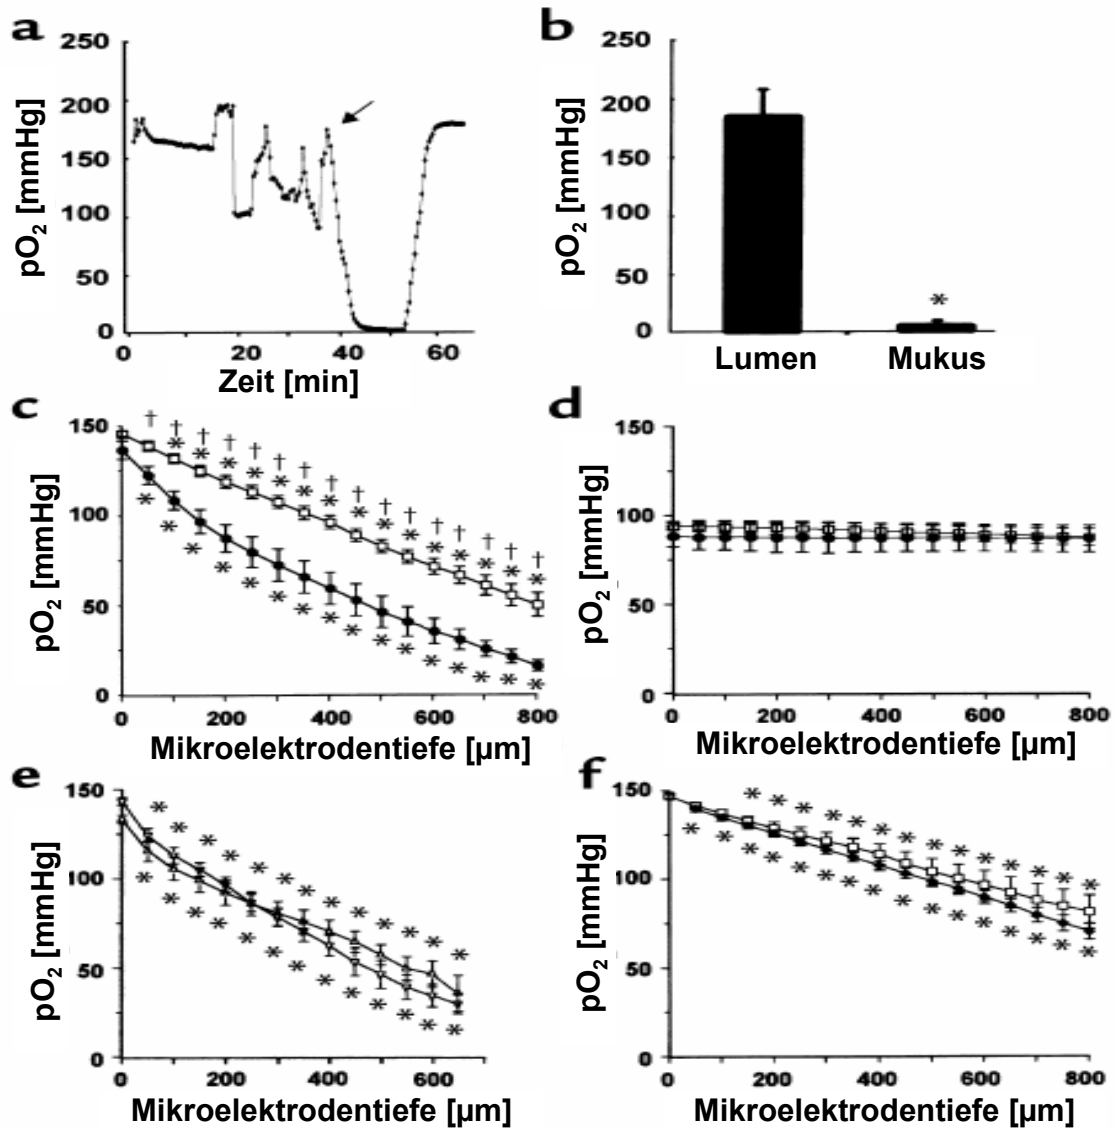 a
pO2 [mmHg]
250
200
150
100
50
0
0 20 40 60
Zeit [min]
b
pO2 [mmHg]
250
200
150
100
50
0
*
Lumen Mukus
c
pO2 [mmHg]
150
100
50
0
† † † † † † † † † † † † † † † †
* * * * * * * * * * * * * * *
* * * * * * * * * * * * * * * *
0 200 400 600 800
Mikroelektrodentiefe [µm]
d
pO2 [mmHg]
150
100
50
0
0 200 400 600 800
Mikroelektrodentiefe [µm]
e
pO2 [mmHg]
150
100
50
0
* * * * * * * * * * * * *
* * * * * * * * * * * * *
0 200 400 600
Mikroelektrodentiefe [µm]
f
pO2 [mmHg]
150
100
50
0
* * * * * * * * * * * * * *
* * * * * * * * * * * * * * * *
0 200 400 600 800
Mikroelektrodentiefe [µm]